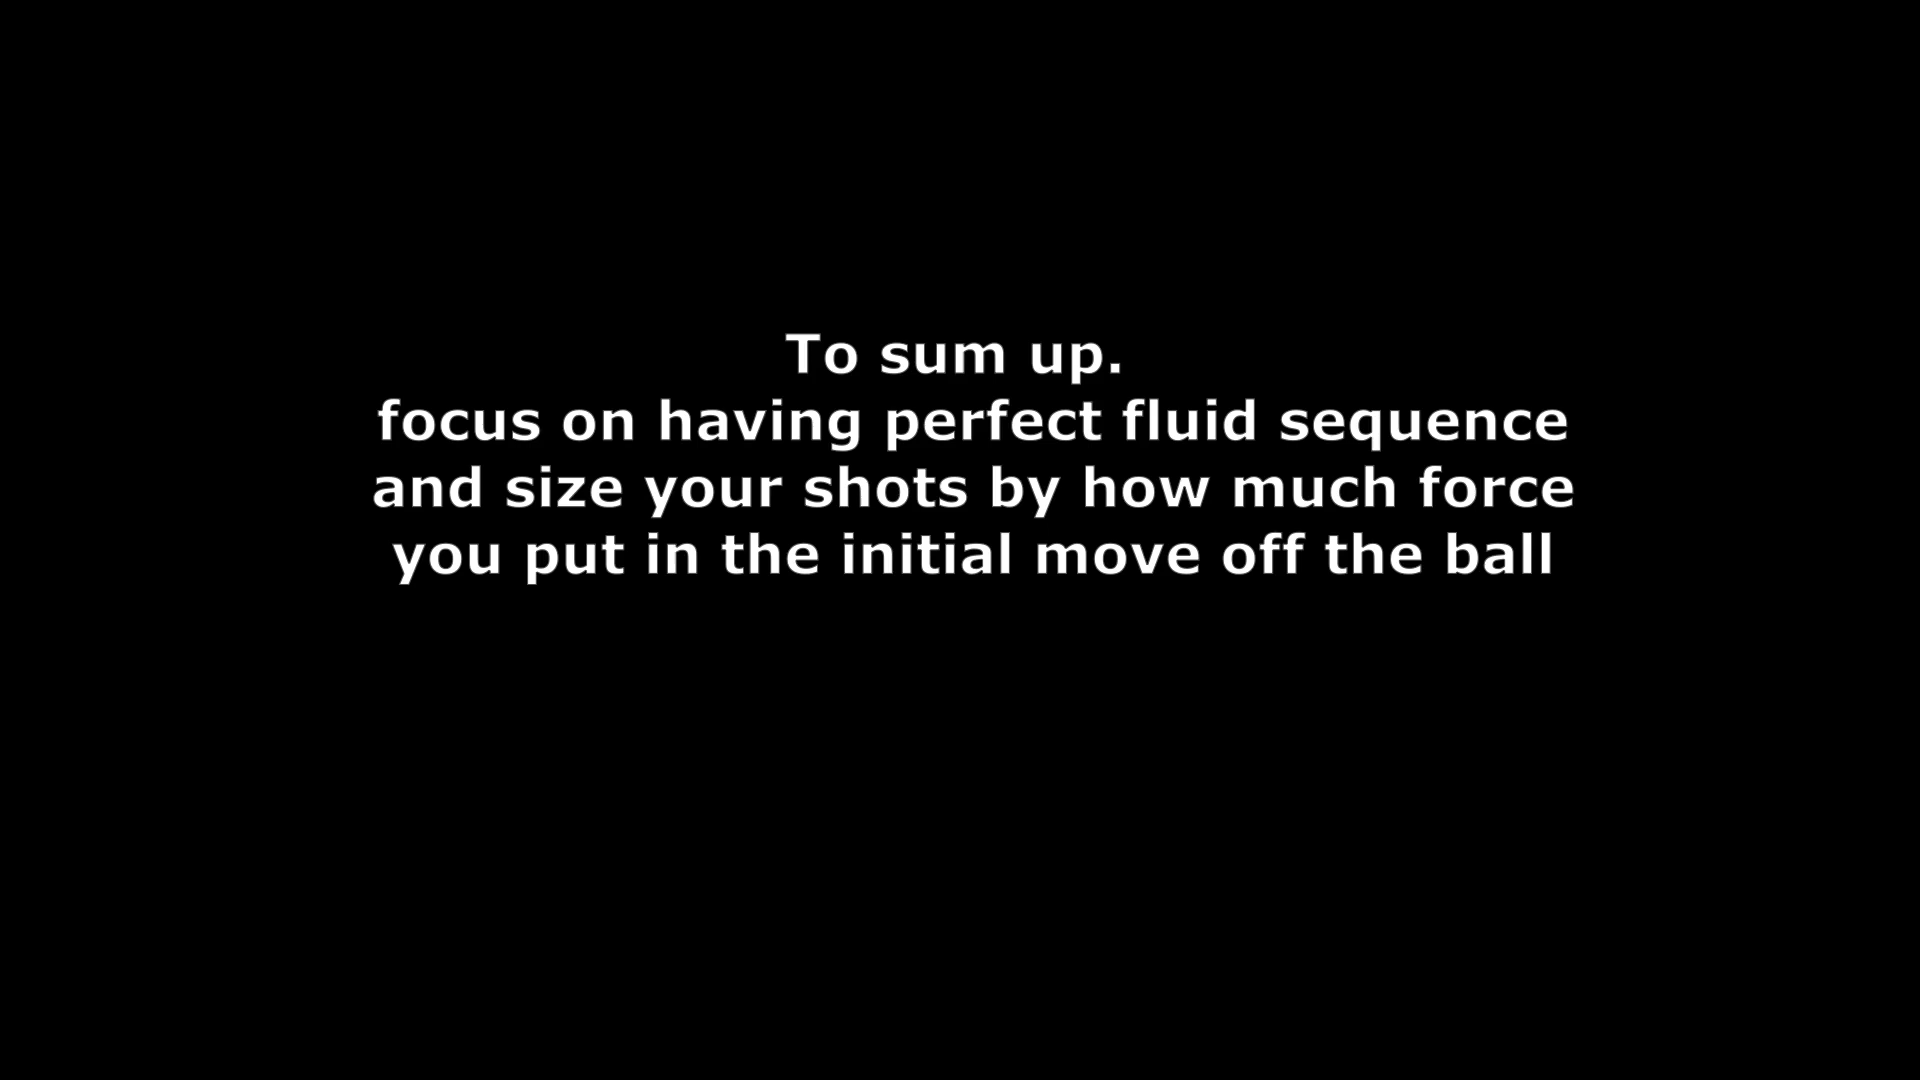 To sum up.
focus on having perfect fluid sequence
and size your shots by how much force
you put in the initial move off the ball